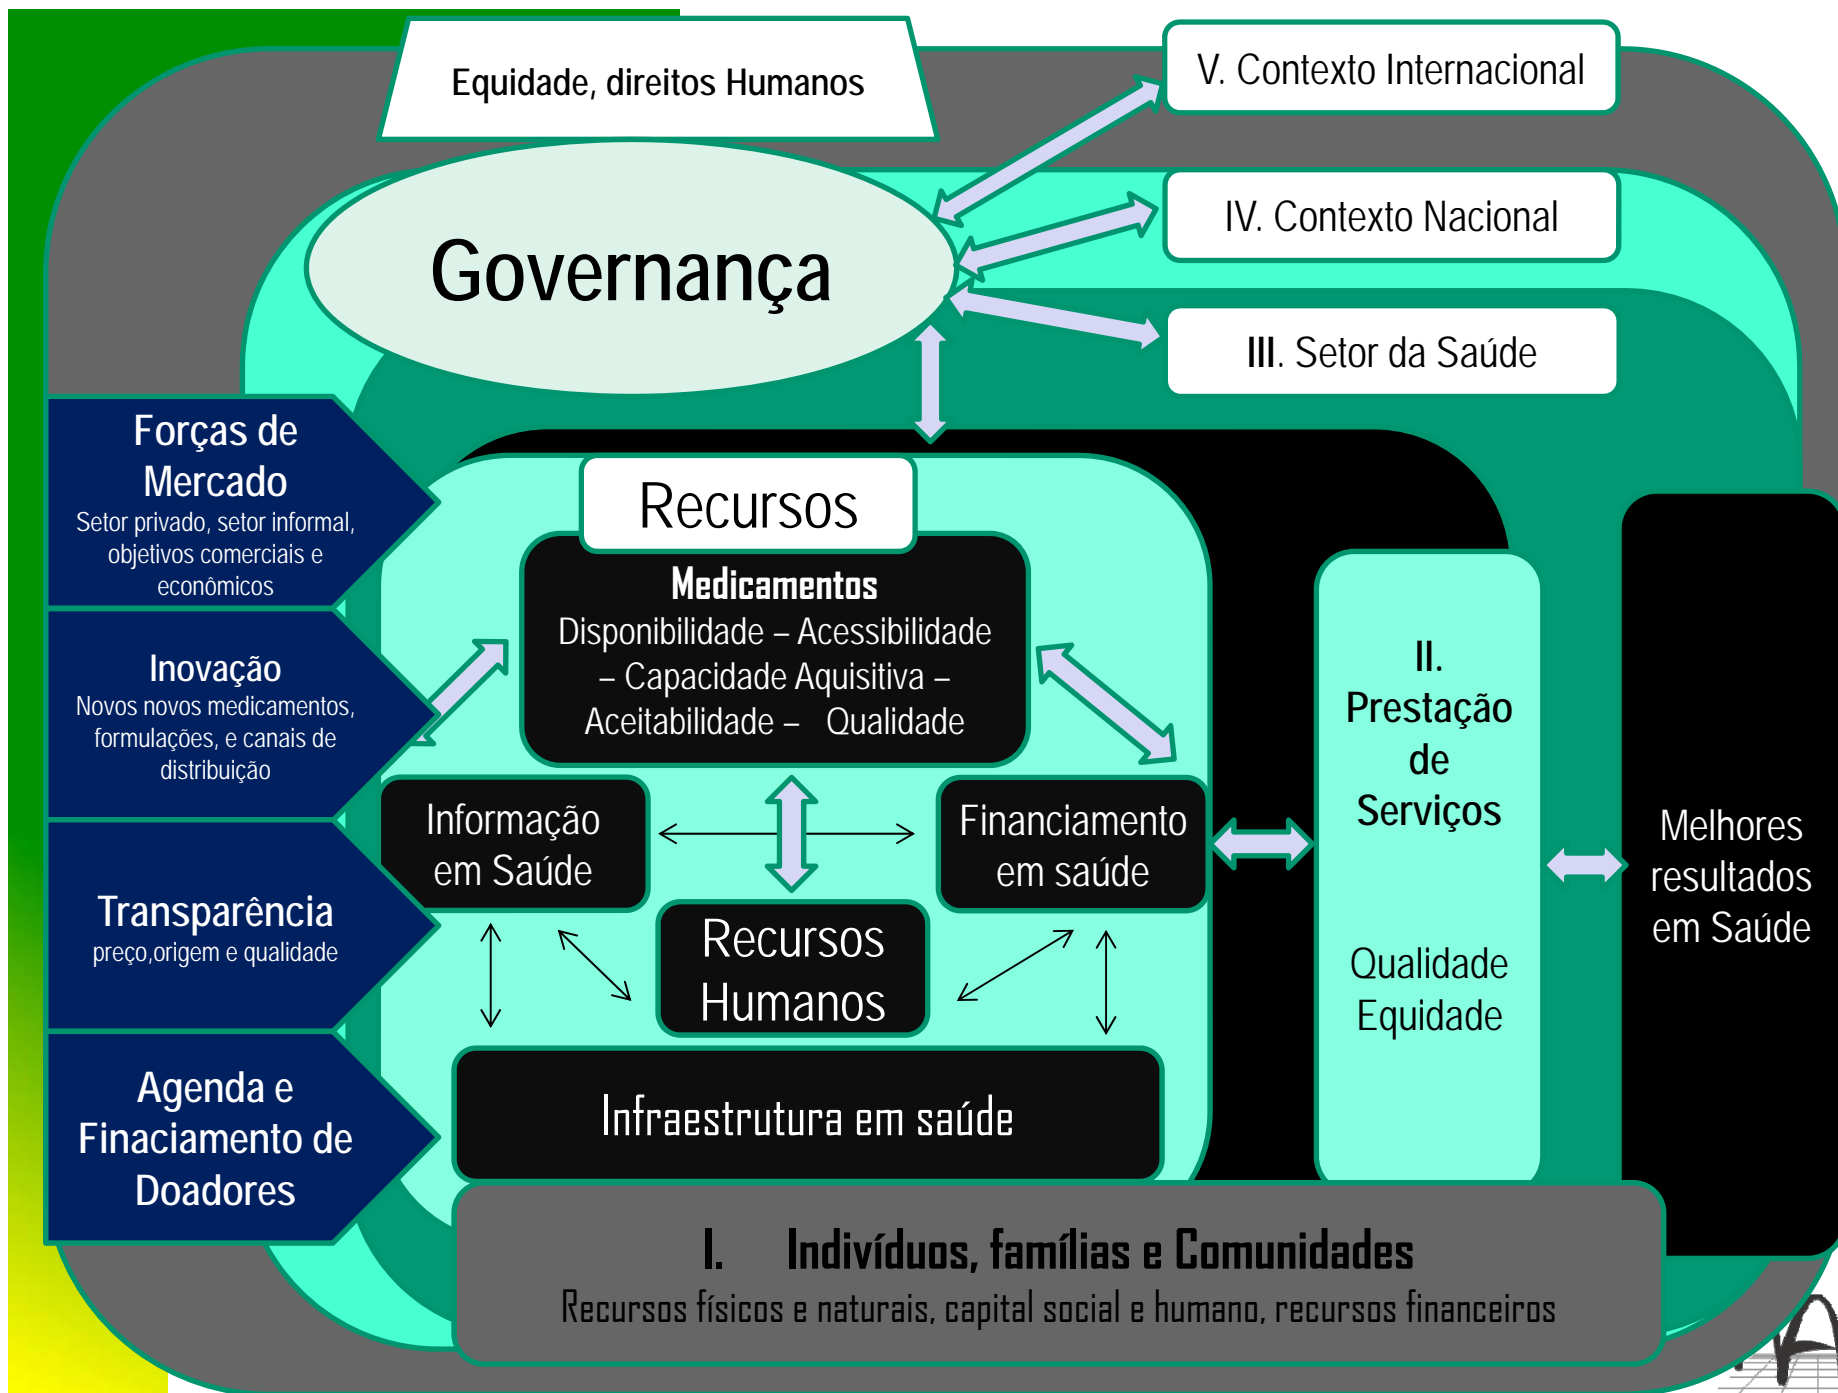 Equidade, direitos Humanos
V. Contexto Internacional
IV. Contexto Nacional
Governança
III. Setor da Saúde
Forças de
Mercado
Setor privado, setor informal,
objetivos comerciais e
econômicos
Inovação
Novos novos medicamentos,
formulações, e canais de
distribuição
Transparência
preço,origem e qualidade
Agenda e
Finaciamento de
Doadores
Recursos
Medicamentos
Disponibilidade – Acessibilidade
– Capacidade Aquisitiva –
Aceitabilidade – Qualidade
Informação
em Saúde
Financiamento
em saúde
Recursos
Humanos
Infraestrutura em saúde
II.
Prestação
de
Serviços
Qualidade
Equidade
Melhores
resultados
em Saúde
I. Indivíduos, famílias e Comunidades
Recursos físicos e naturais, capital social e humano, recursos financeiros